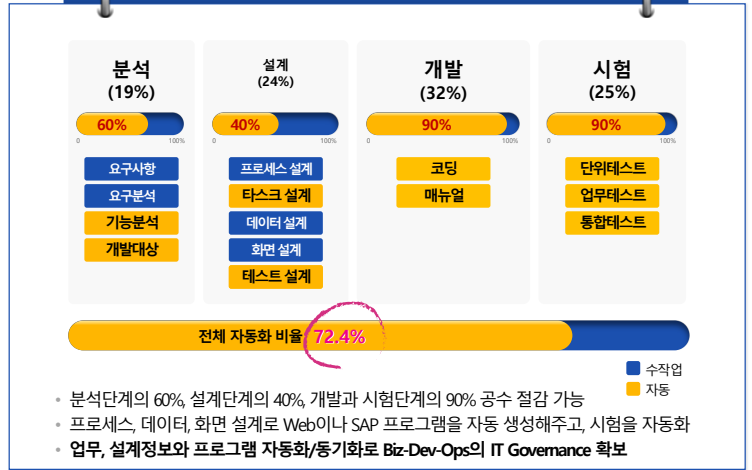 분석
(19%)
60%
0 100%
요구사항
요구분석
기능분석
개발대상
설계
(24%)
40%
0 100%
프로세스 설계
타스크 설계
데이터 설계
화면 설계
테스트 설계
개발
(32%)
90%
0 100%
코딩
매뉴얼
시험
(25%)
90%
0 100%
단위테스트
업무테스트
통합테스트
전체 자동화 비율 72.4%
수작업
자동
• 분석단계의 60%, 설계단계의 40%, 개발과 시험단계의 90% 공수 절감 가능
• 프로세스, 데이터, 화면 설계로 Web이나 SAP 프로그램을 자동 생성해주고, 시험을 자동화
• 업무, 설계정보와 프로그램 자동화/동기화로 Biz-Dev-Ops의 IT Governance 확보